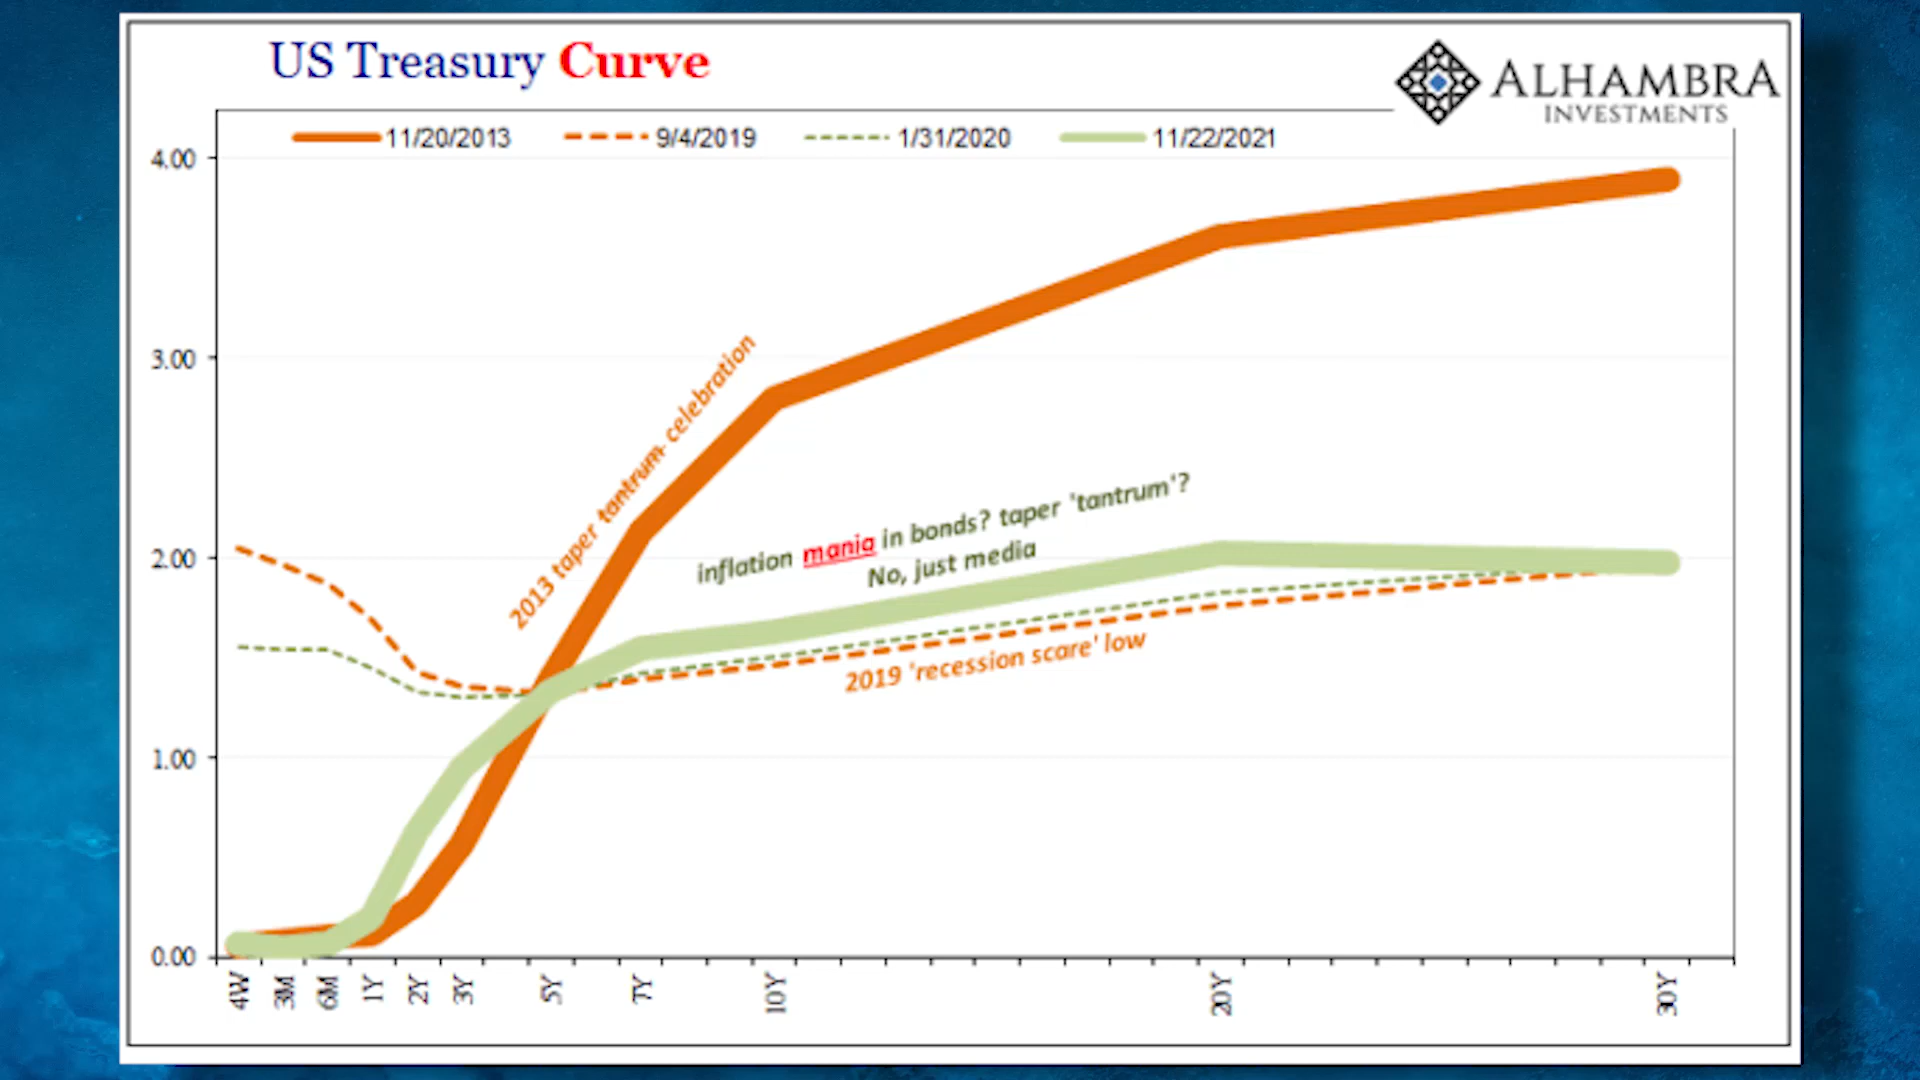 US Treasury Curve
ALHAMBRA
INVESTMENTS
11/20/2013
9/4/2019
1/31/2020
11/22/2021
4.00
3.00
2.00
1.00
0.00
2013 taper tantrum celebration
inflation mania in bonds? taper 'tantrum'?
No, just media
2019 'recession scare' low
4W
3M
6M
1Y
2Y
3Y
5Y
7Y
10Y
20Y
30Y